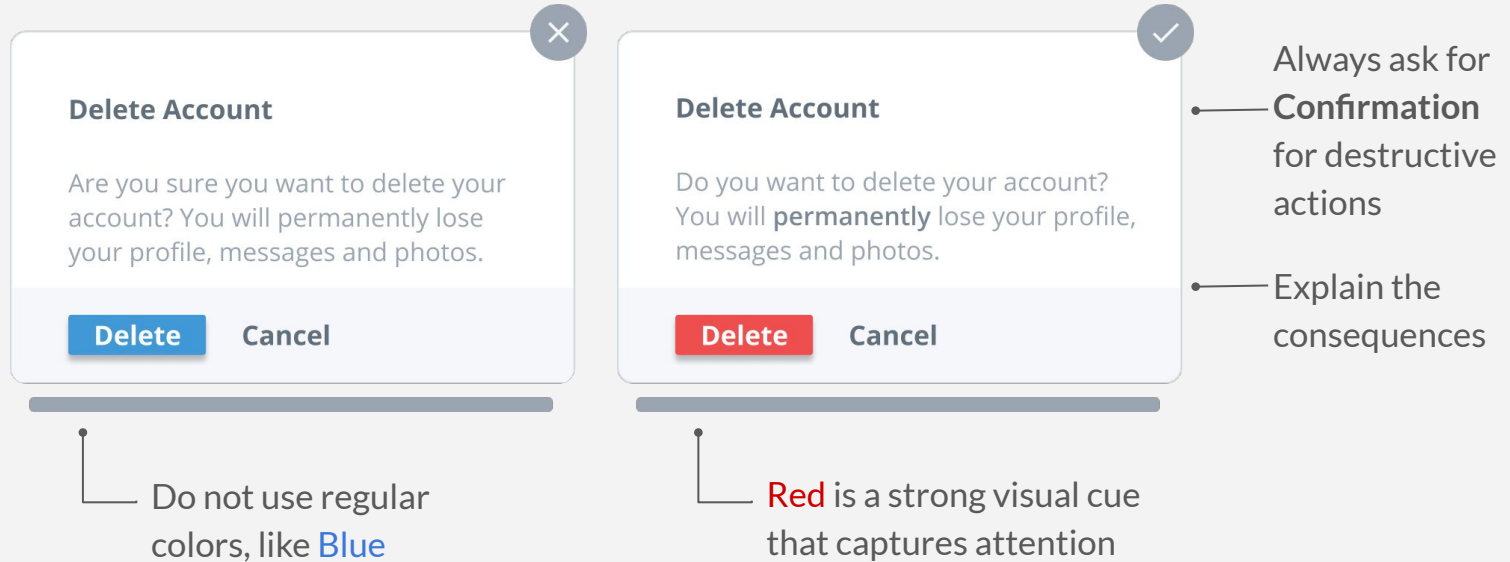 Delete Account
Are you sure you want to delete your
account? You will permanently lose
your profile, messages and photos.
Delete
Cancel
Do not use regular
colors, like Blue
Delete Account
Do you want to delete your account?
You will permanently lose your profile,
messages and photos.
Delete
Cancel
Red is a strong visual cue
that captures attention
Always ask for
Confirmation
for destructive
actions
Explain the
consequences